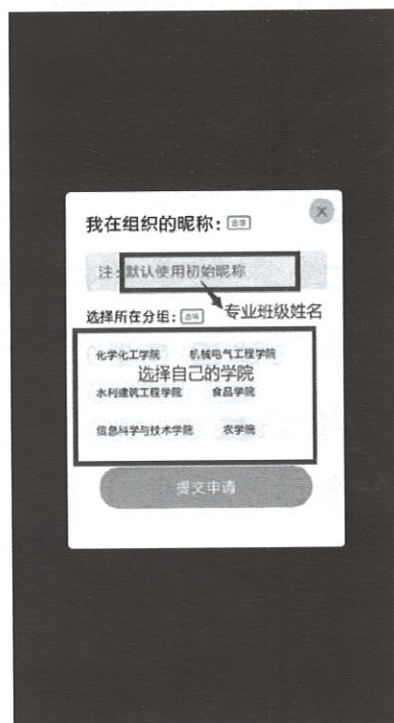 我在组织的昵称：选填
X
注：默认使用初始昵称
选择所在分组：选填
专业班级姓名
化学化工学院 机械电气工程学院
选择自己的学院
水利建筑工程学院 食品学院
信息科学与技术学院 农学院
提交申请